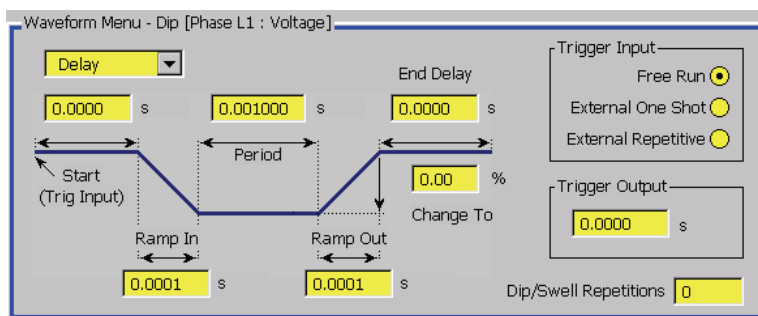 Waveform Menu - Dip [Phase L1 : Voltage]
Delay
End Delay
0.0000 s
0.001000 s
0.0000 s
Period
Start
(Trig Input)
0.00 %
Change To
Ramp In
Ramp Out
0.0001 s
0.0001 s
Trigger Input
Free Run
External One Shot
External Repetitive
Trigger Output
0.0000 s
Dip/Swell Repetitions 0